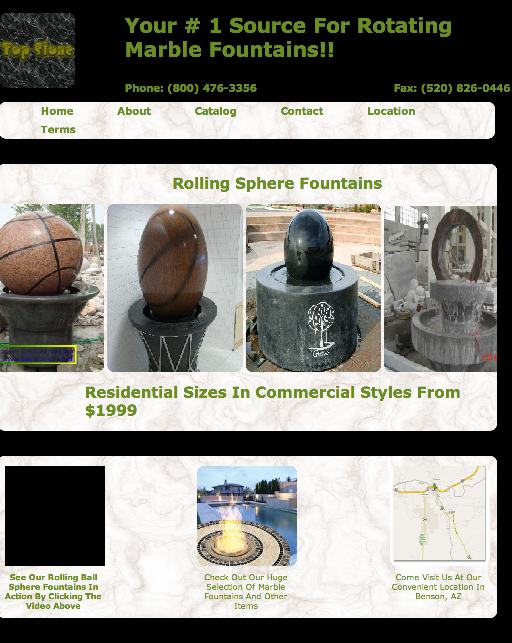 Top Stone
Your # 1 Source For Rotating
Marble Fountains!!
Phone: (800) 476-3356
Fax: (520) 826-0446
Home
About
Catalog
Contact
Location
Terms
Rolling Sphere Fountains
Residential Sizes In Commercial Styles From
$1999
See Our Rolling Ball
Sphere Fountains In
Action By Clicking The
Video Above
Check Out Our Huge
Selection Of Marble
Fountains And Other
Items
Come Visit Us At Our
Convenient Location In
Benson, AZ